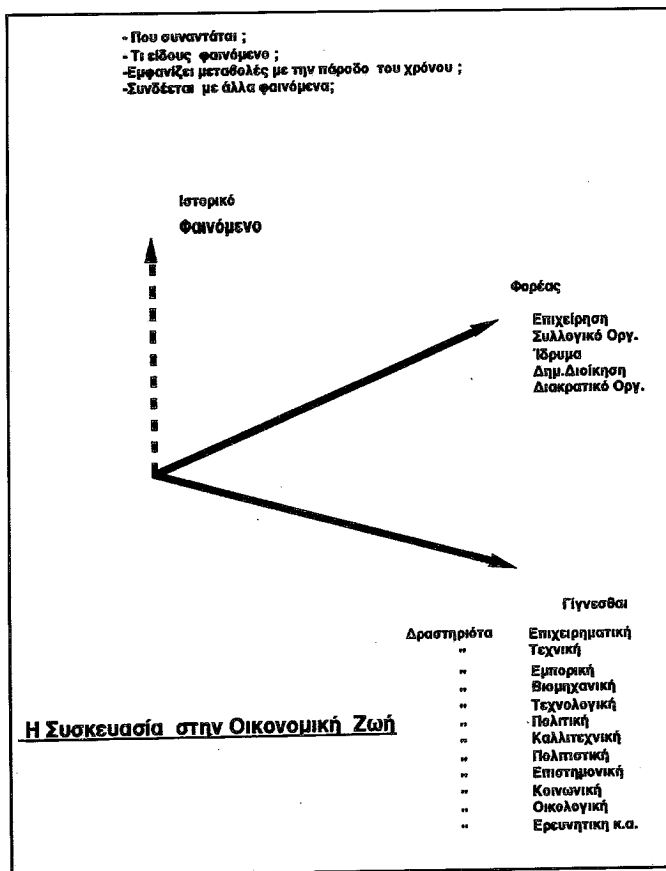 - Που συναντάται ;
- Τι είδους φαινόμενο ;
-Εμφανίζει μεταβολές με την πάροδο του χρόνου ;
-Συνδέεται με άλλα φαινόμενα;
Ιστορικό
Φαινόμενο
Φορέας
Επιχείρηση
Συλλογικό Οργ.
Ίδρυμα
Δημ.Διοίκηση
Διακρατικό Οργ.
Γίγνεσθαι
Δραστηριότα Επιχειρηματική
" Τεχνική
" Εμπορική
" Βιομηχανική
" Τεχνολογική
" Πολιτική
" Καλλιτεχνική
" Πολπιστική
" Επιστημονική
" Κοινωνική
" Οικολογική
" Ερευνητικη κ.α.
Η Συσκευασία στην Οικονομική Ζωή